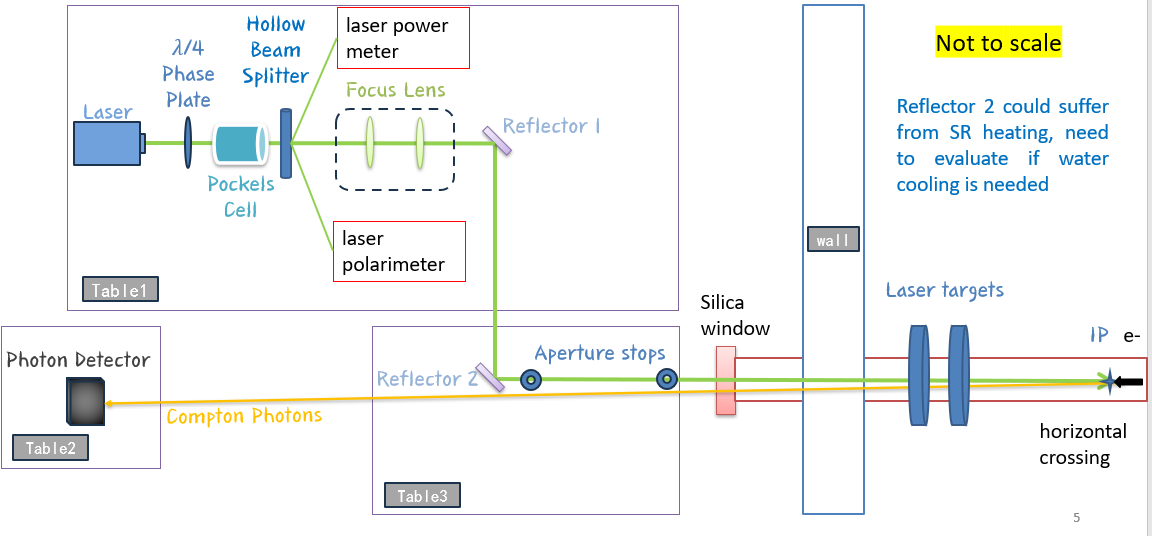 Hollow
Beam
Splitter
laser power
meter
λ/4
Phase
Plate
Laser
Focus Lens
Reflector 1
Pockels
Cell
laser
polarimeter
Table1
Not to scale
Reflector 2 could suffer
from SR heating, need
to evaluate if water
cooling is needed
wall
Laser targets
Silica
window
IP e-
Photon Detector
Aperture stops
Reflector 2
Compton Photons
Table2
Table3
horizontal
crossing
5